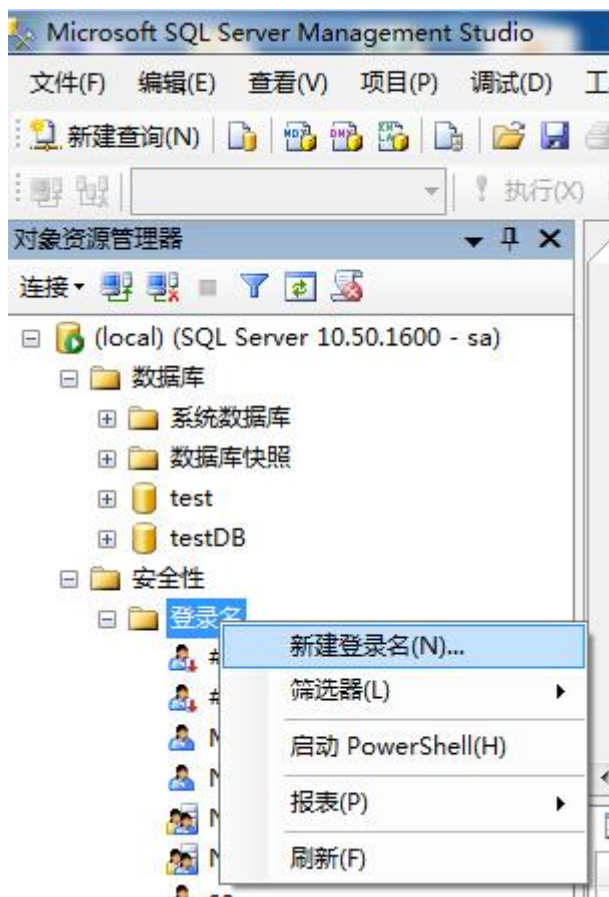 Microsoft SQL Server Management Studio
文件(F) 编辑(E) 查看(V) 项目(P) 调试(D) 工
新建查询(N)
执行(X)
对象资源管理器
连接
(local) (SQL Server 10.50.1600 - sa)
数据库
系统数据库
数据库快照
test
testDB
安全性
登录名
新建登录名(N)...
筛选器(L)
启动 PowerShell(H)
报表(P)
刷新(F)